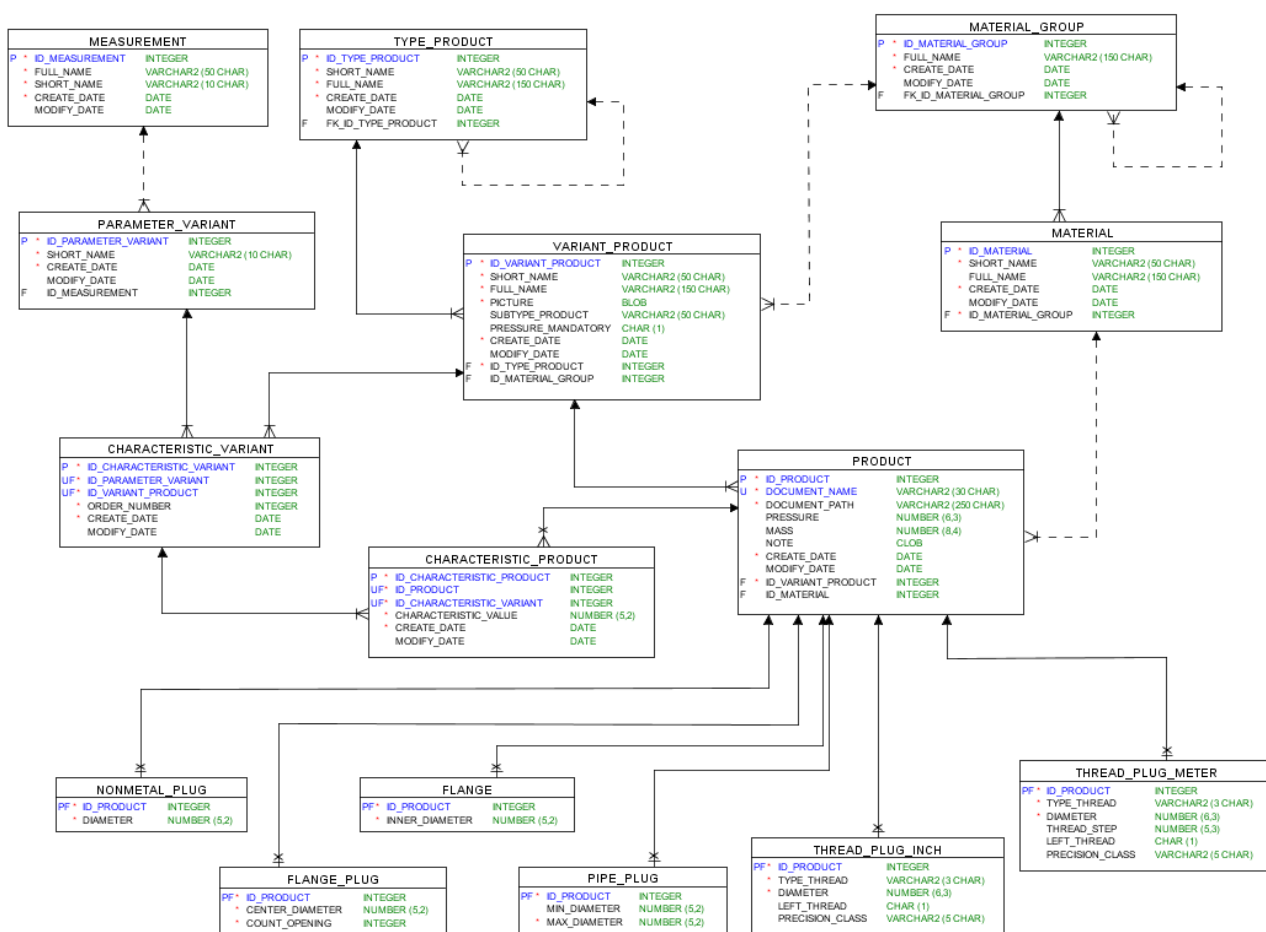 MEASUREMENT
P * ID_MEASUREMENT INTEGER
* FULL_NAME VARCHAR2 (50 CHAR)
* SHORT_NAME VARCHAR2 (10 CHAR)
* CREATE_DATE DATE
MODIFY_DATE DATE
TYPE_PRODUCT
P * ID_TYPE_PRODUCT INTEGER
* SHORT_NAME VARCHAR2 (50 CHAR)
* FULL_NAME VARCHAR2 (150 CHAR)
* CREATE_DATE DATE
MODIFY_DATE DATE
F FK_ID_TYPE_PRODUCT INTEGER
MATERIAL_GROUP
P * ID_MATERIAL_GROUP INTEGER
* FULL_NAME VARCHAR2 (150 CHAR)
* CREATE_DATE DATE
MODIFY_DATE DATE
F FK_ID_MATERIAL_GROUP INTEGER
PARAMETER_VARIANT
P * ID_PARAMETER_VARIANT INTEGER
* SHORT_NAME VARCHAR2 (10 CHAR)
* CREATE_DATE DATE
MODIFY_DATE DATE
F ID_MEASUREMENT INTEGER
VARIANT_PRODUCT
P * ID_VARIANT_PRODUCT INTEGER
* SHORT_NAME VARCHAR2 (50 CHAR)
* FULL_NAME VARCHAR2 (150 CHAR)
* PICTURE BLOB
SUBTYPE_PRODUCT VARCHAR2 (50 CHAR)
PRESSURE_MANDATORY CHAR (1)
* CREATE_DATE DATE
MODIFY_DATE DATE
F * ID_TYPE_PRODUCT INTEGER
F ID_MATERIAL_GROUP INTEGER
MATERIAL
P * ID_MATERIAL INTEGER
* SHORT_NAME VARCHAR2 (50 CHAR)
FULL_NAME VARCHAR2 (150 CHAR)
* CREATE_DATE DATE
MODIFY_DATE DATE
F * ID_MATERIAL_GROUP INTEGER
CHARACTERISTIC_VARIANT
P * ID_CHARACTERISTIC_VARIANT INTEGER
UF * ID_PARAMETER_VARIANT INTEGER
UF * ID_VARIANT_PRODUCT INTEGER
* ORDER_NUMBER INTEGER
* CREATE_DATE DATE
MODIFY_DATE DATE
PRODUCT
P * ID_PRODUCT INTEGER
U * DOCUMENT_NAME VARCHAR2 (30 CHAR)
* DOCUMENT_PATH VARCHAR2 (250 CHAR)
PRESSURE NUMBER (6,3)
MASS NUMBER (8,4)
NOTE CLOB
* CREATE_DATE DATE
MODIFY_DATE DATE
F * ID_VARIANT_PRODUCT INTEGER
F ID_MATERIAL INTEGER
CHARACTERISTIC_PRODUCT
P * ID_CHARACTERISTIC_PRODUCT INTEGER
UF * ID_PRODUCT INTEGER
UF * ID_CHARACTERISTIC_VARIANT INTEGER
* CHARACTERISTIC_VALUE NUMBER (5,2)
* CREATE_DATE DATE
MODIFY_DATE DATE
NONMETAL_PLUG
PF * ID_PRODUCT INTEGER
* DIAMETER NUMBER (5,2)
FLANGE
PF * ID_PRODUCT INTEGER
* INNER_DIAMETER NUMBER (5,2)
THREAD_PLUG_METER
PF * ID_PRODUCT INTEGER
* TYPE_THREAD VARCHAR2 (3 CHAR)
* DIAMETER NUMBER (6,3)
THREAD_STEP NUMBER (5,3)
LEFT_THREAD CHAR (1)
PRECISION_CLASS VARCHAR2 (5 CHAR)
FLANGE_PLUG
PF * ID_PRODUCT INTEGER
* CENTER_DIAMETER NUMBER (5,2)
* COUNT_OPENING INTEGER
PIPE_PLUG
PF * ID_PRODUCT INTEGER
MIN_DIAMETER NUMBER (5,2)
* MAX_DIAMETER NUMBER (5,2)
THREAD_PLUG_INCH
PF * ID_PRODUCT INTEGER
* TYPE_THREAD VARCHAR2 (3 CHAR)
* DIAMETER NUMBER (6,3)
LEFT_THREAD CHAR (1)
PRECISION_CLASS VARCHAR2 (5 CHAR)